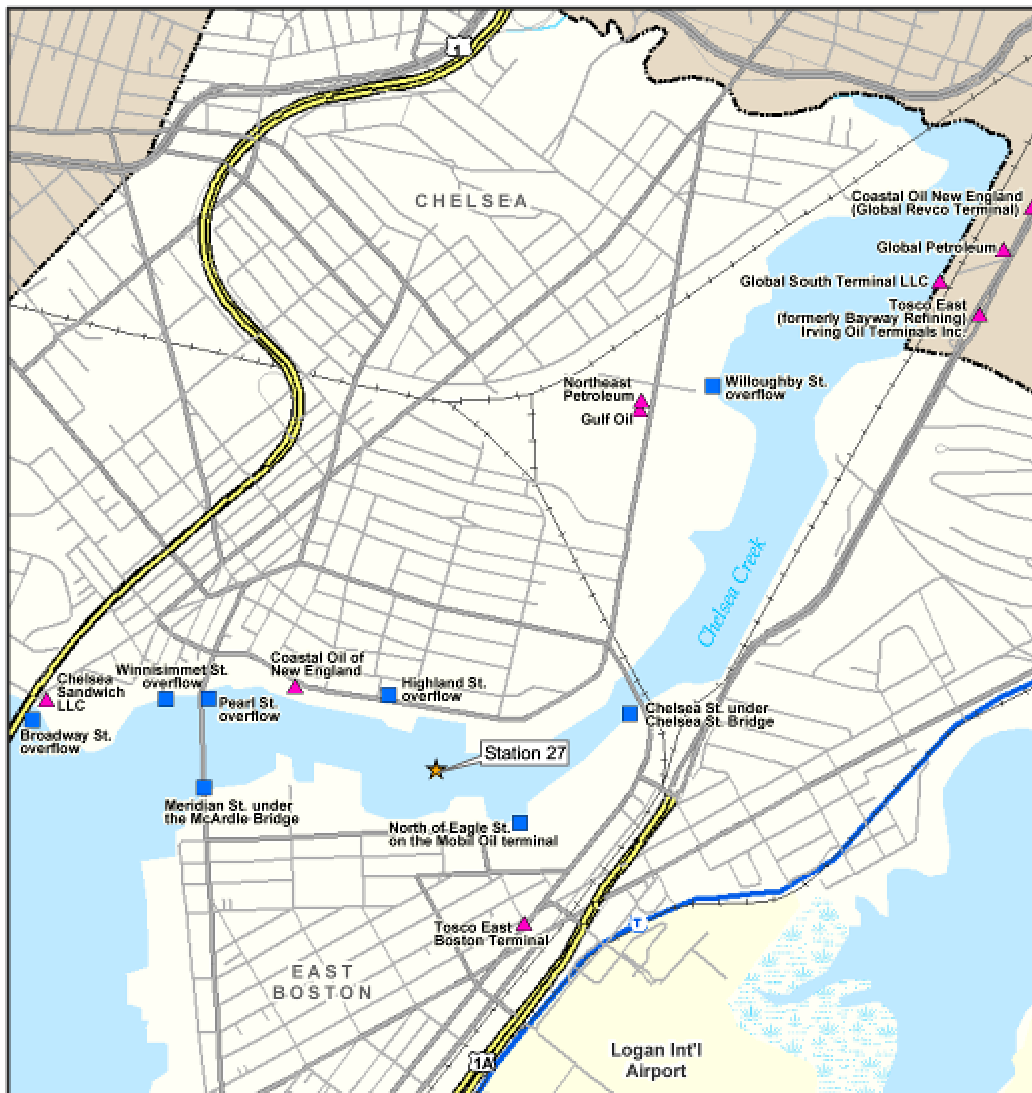 1
CHELSEA
Coastal Oil New England
(Global Revco Terminal)
Global Petroleum
Global South Terminal LLC
Tosco East
(formerly Bayway Refining)
Irving Oil Terminals Inc.
Northeast
Petroleum
Gulf Oil
Willoughby St.
overflow
Chelsea Creek
Chelsea
Sandwich
LLC
Winnisimmet St.
overflow
Coastal Oil of
New England
Highland St.
overflow
Pearl St.
overflow
Broadway St.
overflow
Chelsea St. under
Chelsea St. Bridge
Station 27
Meridian St. under
the McArdle Bridge
North of Eagle St.
on the Mobil Oil terminal
Tosco East
Boston Terminal
T
EAST
BOSTON
1A
Logan Int'l
Airport